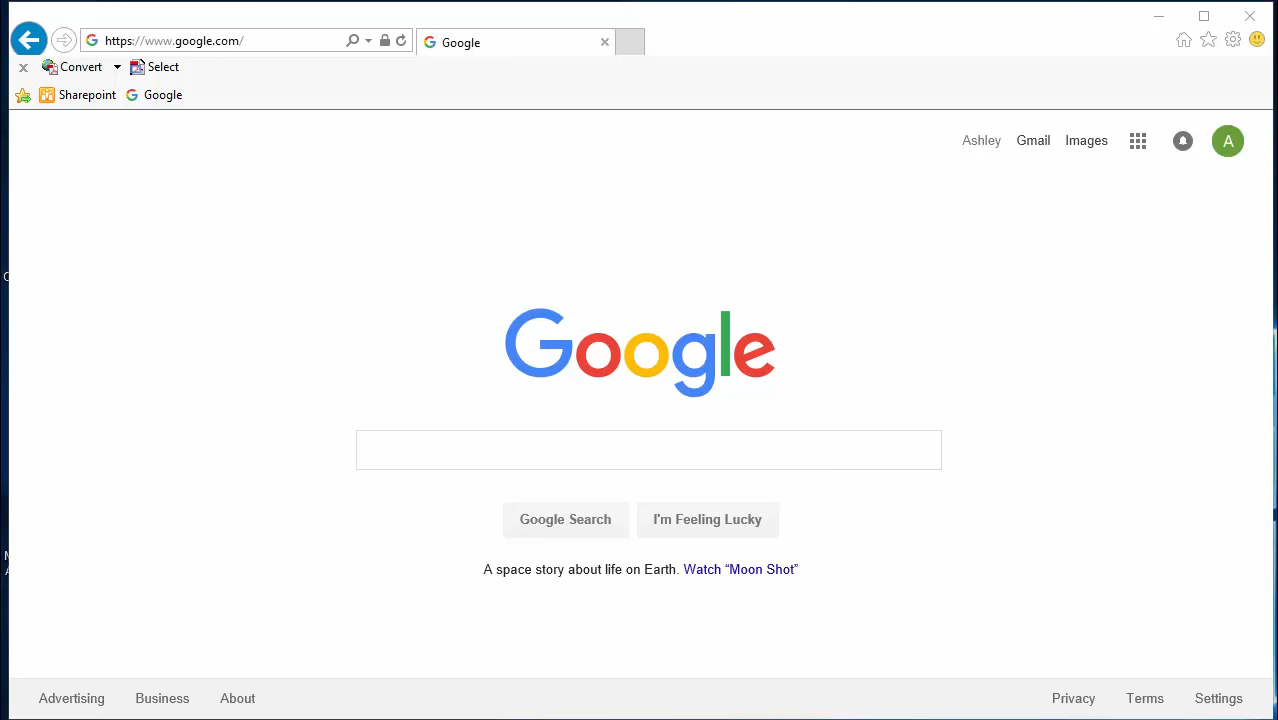 https://www.google.com/
Google
Convert
Select
Sharepoint
Google
Ashley
Gmail
Images
A
Google
Google Search
I'm Feeling Lucky
A space story about life on Earth. Watch “Moon Shot”
Advertising
Business
About
Privacy
Terms
Settings